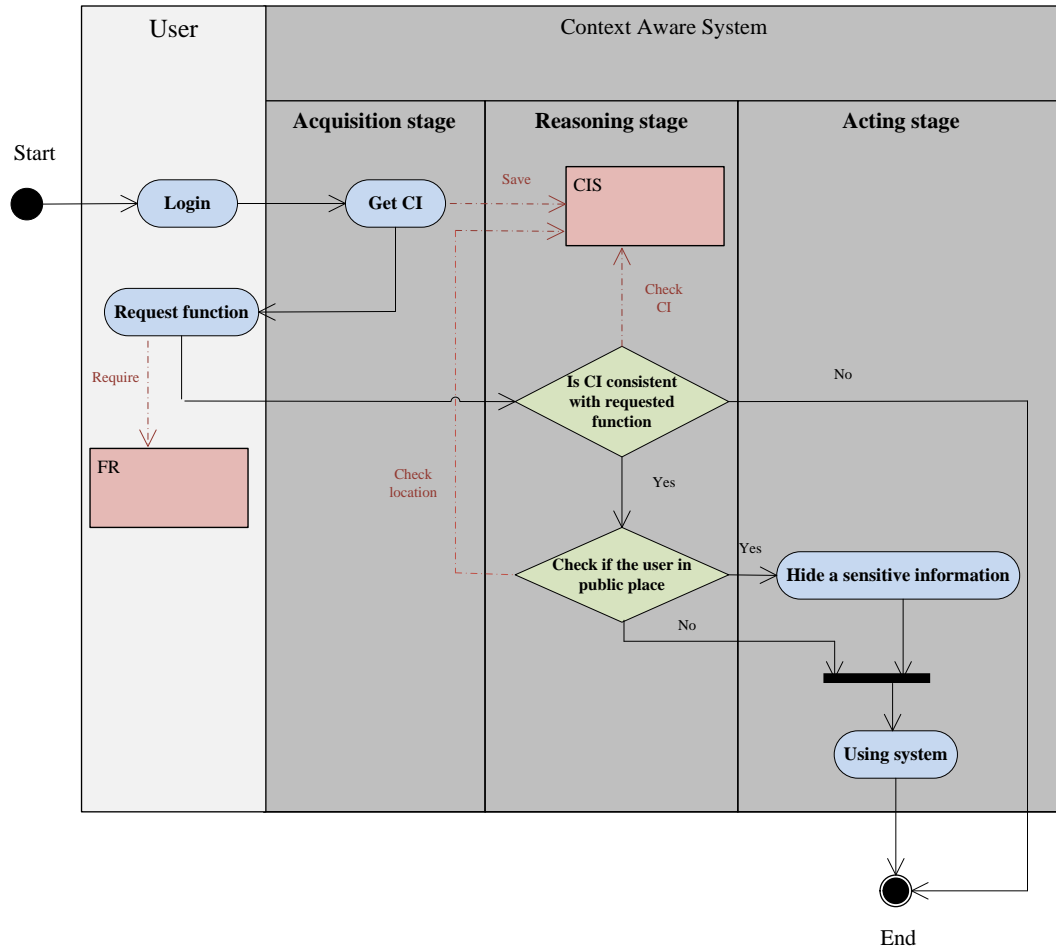 User
Context Aware System
Acquisition stage
Reasoning stage
Acting stage
Start
Login
Get CI
Save
CIS
Request function
Check
CI
Require
Is CI consistent
with requested
function
No
FR
Check
location
Yes
Check if the user in
public place
Yes
Hide a sensitive information
No
Using system
End